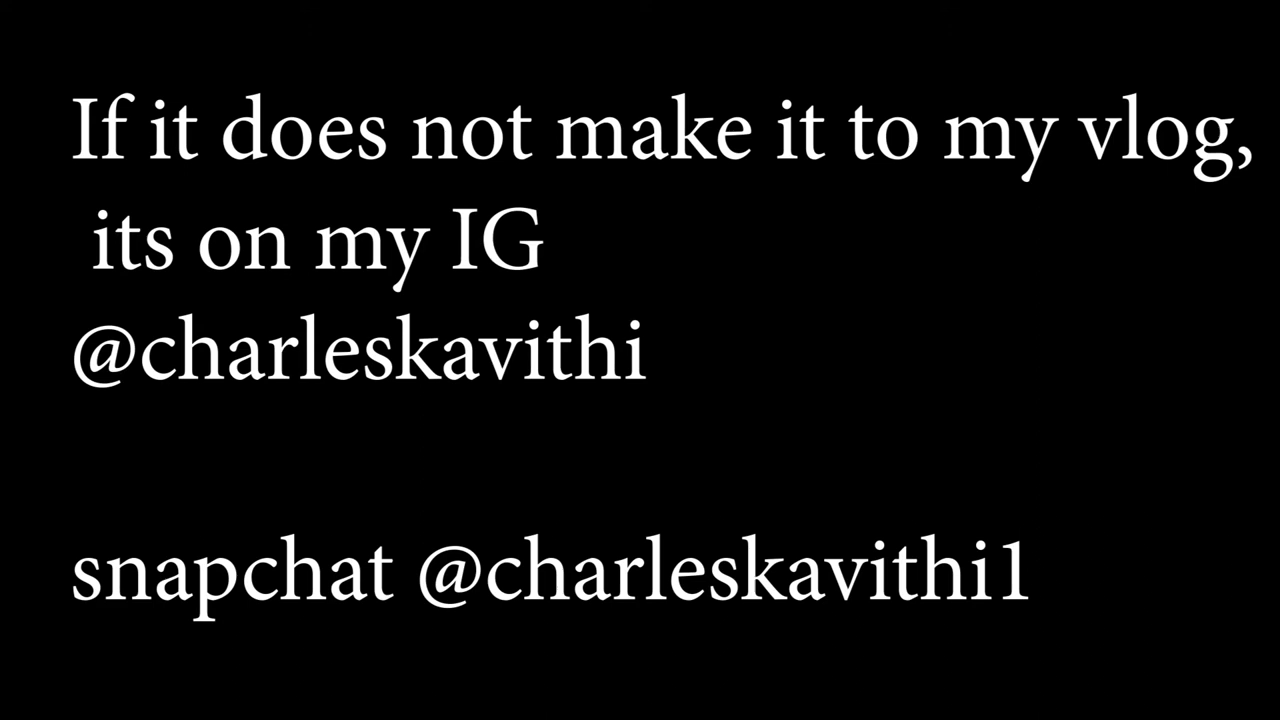 If it does not make it to my vlog,
its on my IG
@charleskavithi
snapchat @charleskavithi1